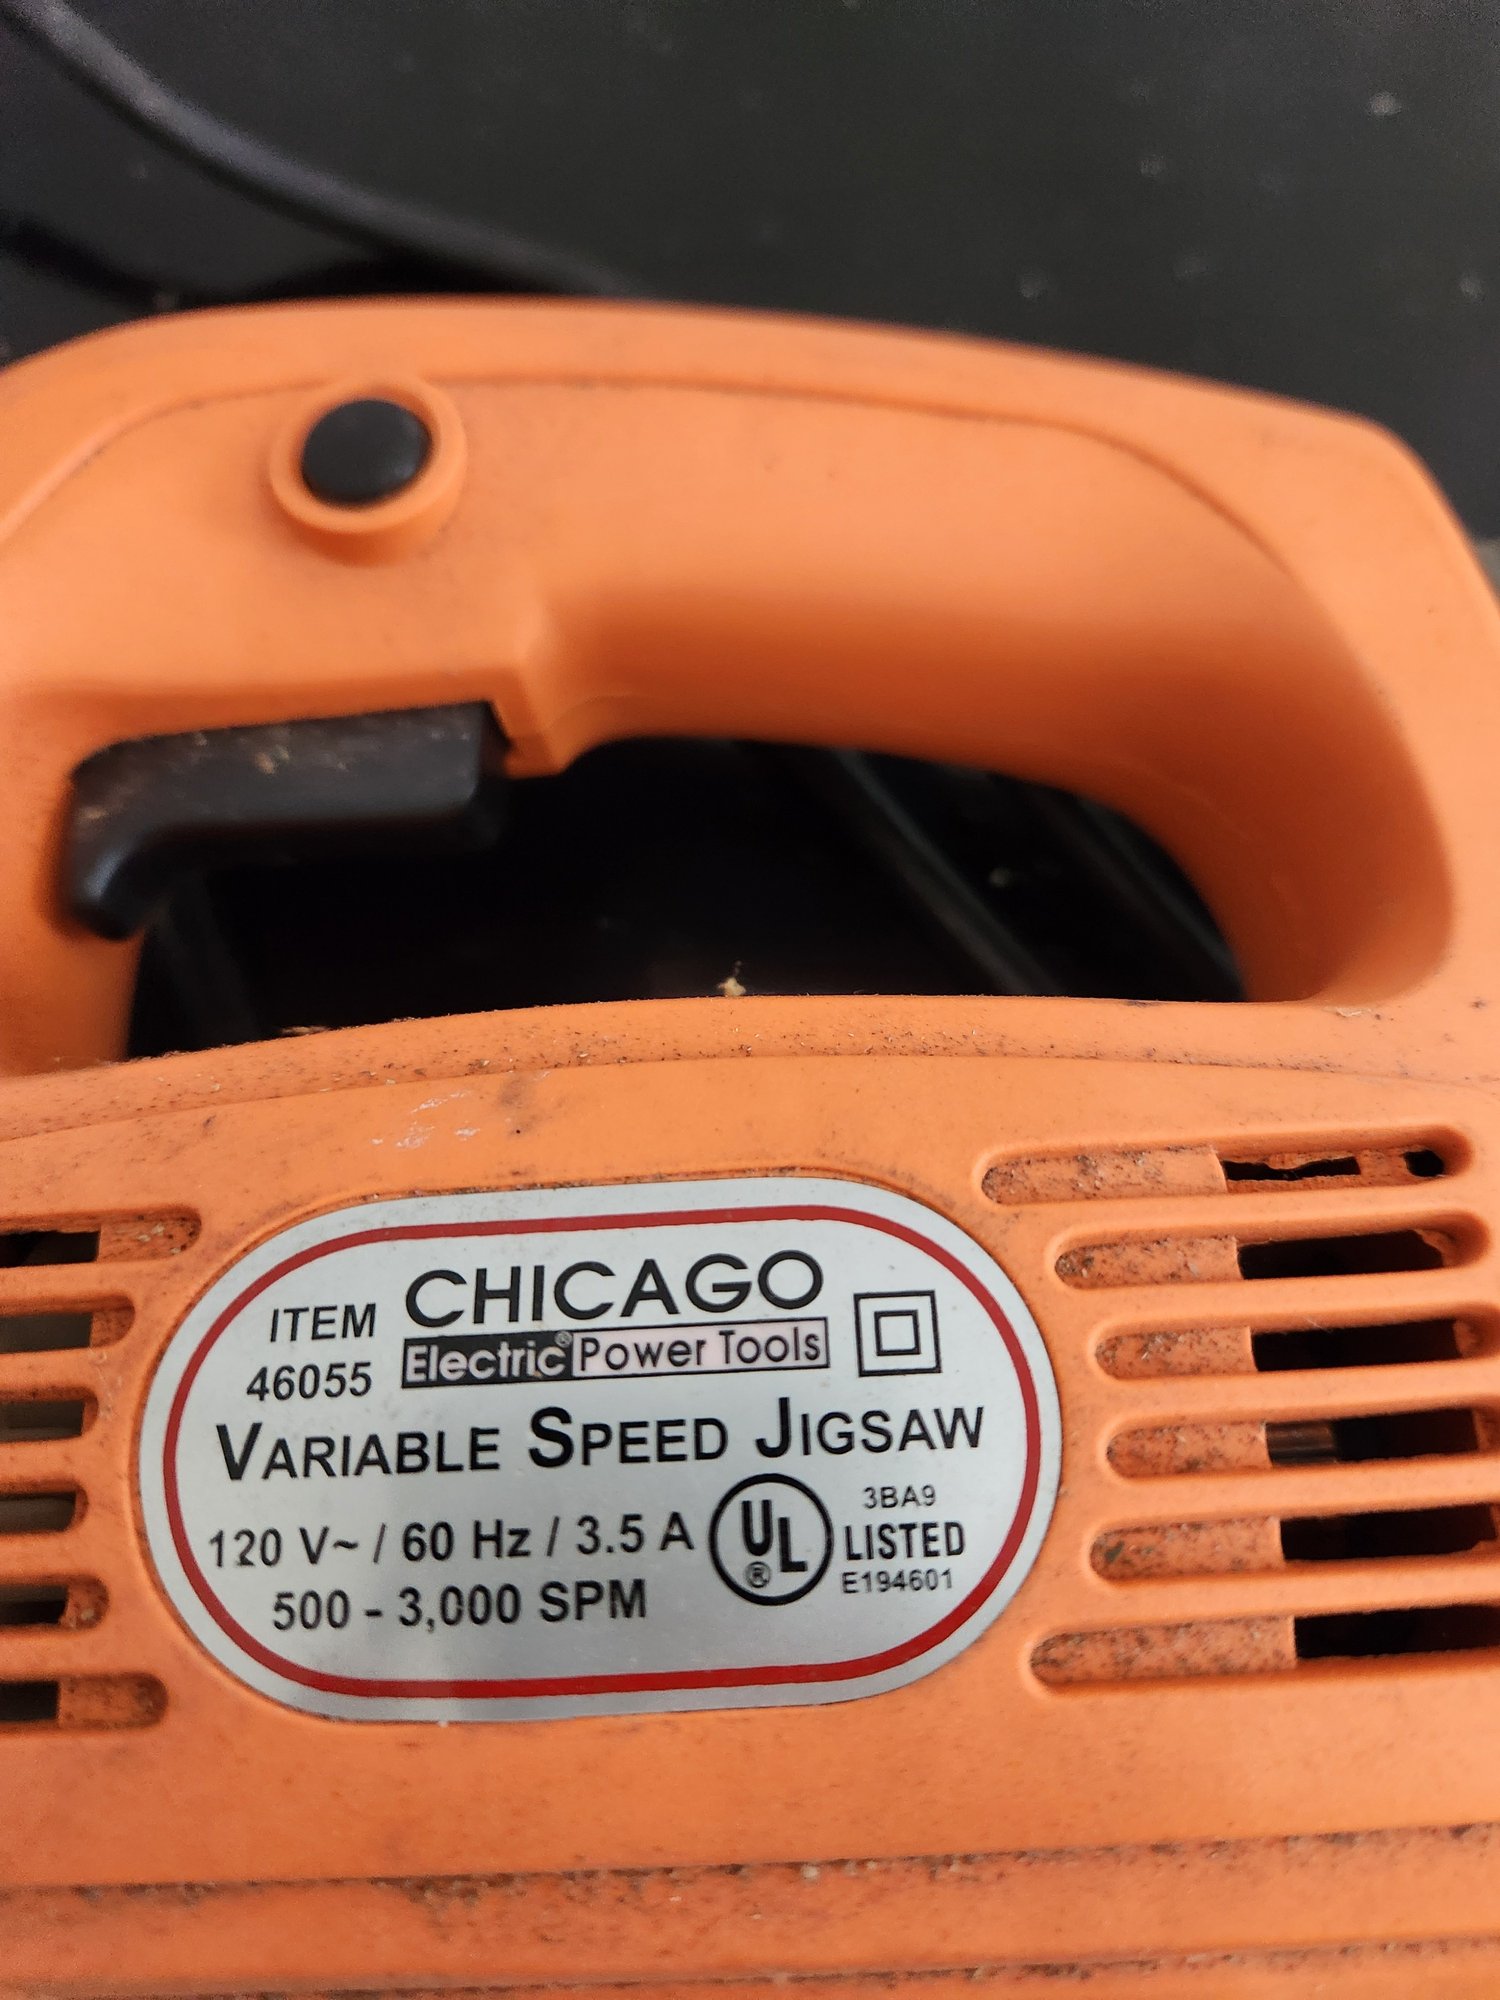 ITEM
46055
CHICAGO
Electric® Power Tools
VARIABLE SPEED JIGSAW
120 V~ / 60 Hz / 3.5 A
500 - 3,000 SPM
UL®
3BA9
LISTED
E194601